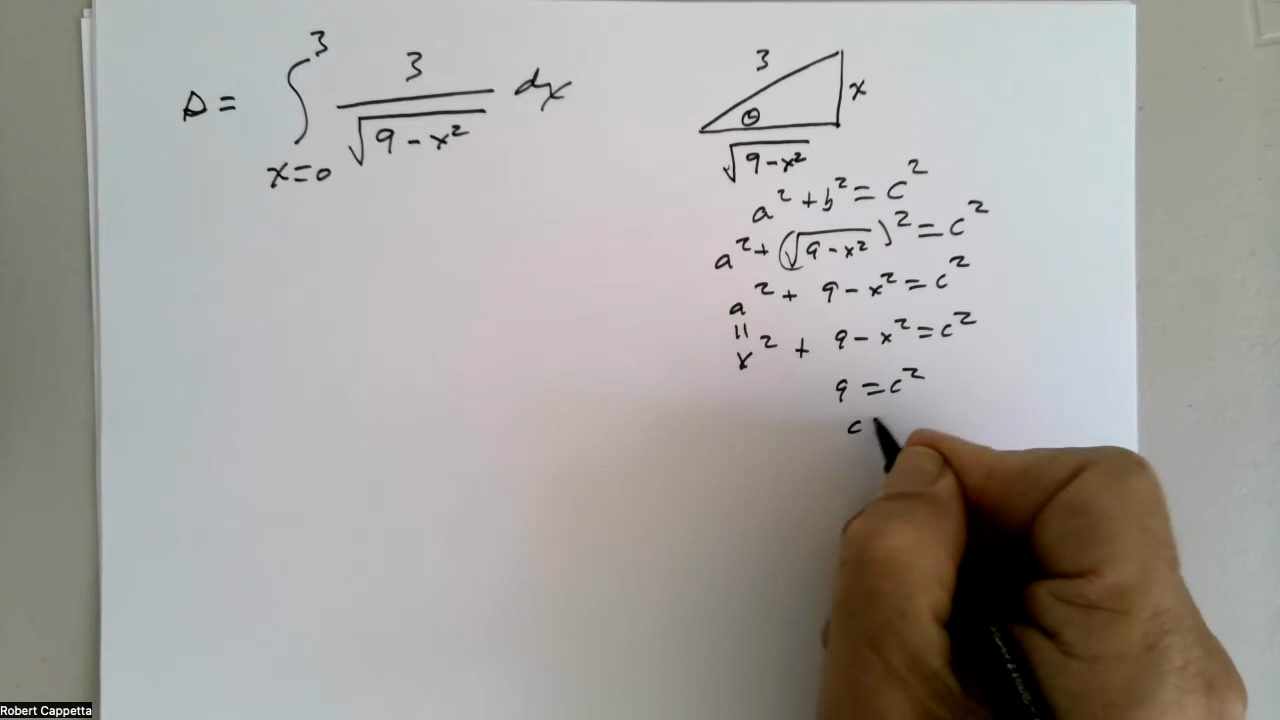 s = ∫_{x=0}^{3} 3/√(9-x²) dx
3
x
θ
√(9-x²)
a² + b² = c²
a² + (√(9-x²))² = c²
a² + 9 - x² = c²
॥
x² + 9 - x² = c²
9 = c²
c
Robert Cappetta